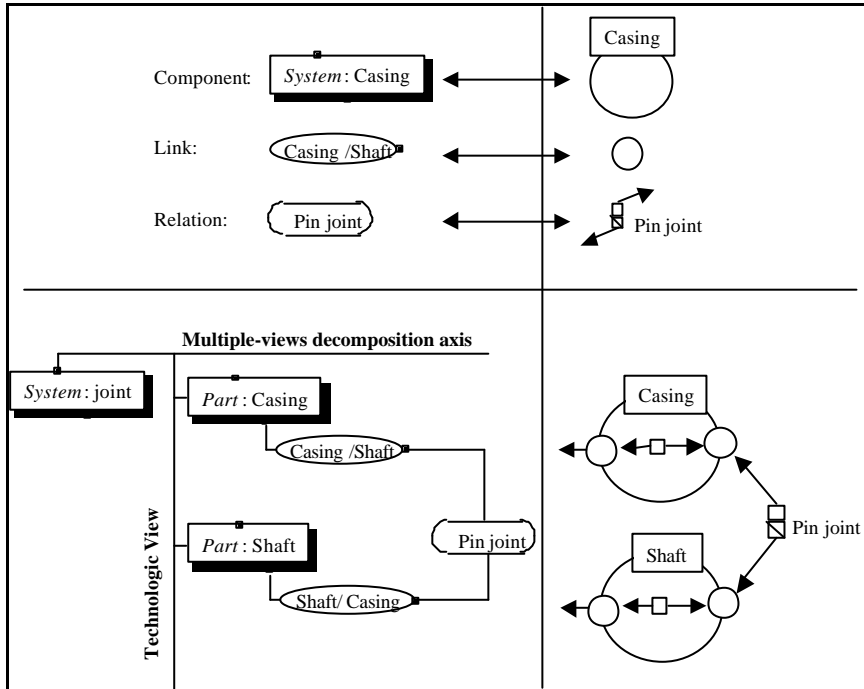 Casing
Component:
System: Casing
Link:
Casing /Shaft
Relation:
Pin joint
Pin joint
Multiple-views decomposition axis
System: joint
Part : Casing
Casing
Casing /Shaft
Technologic View
Part : Shaft
Pin joint
Pin joint
Shaft
Shaft/ Casing